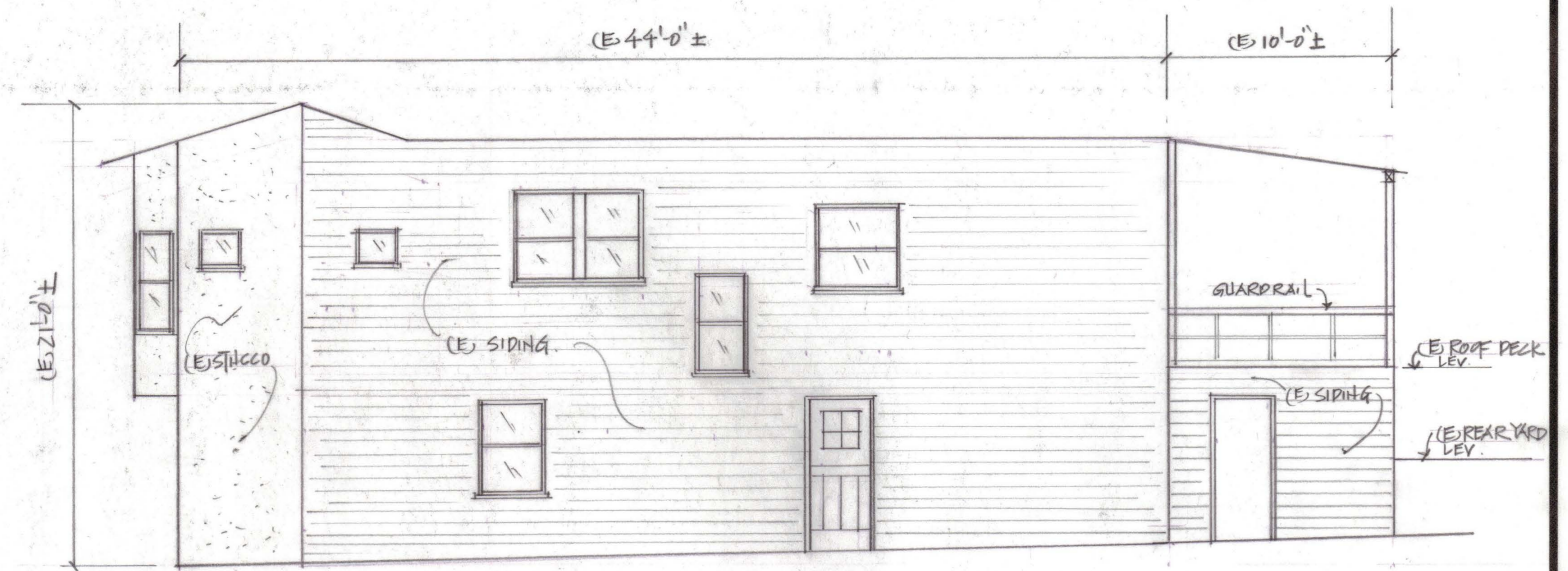 (E) 44'-0" ±
(E) 10'-0" ±
(E) 21'-0" ±
(E) STUCCO
(E) SIDING
GUARDRAIL
(E) ROOF DECK
LEV.
(E) SIDING
(E) REAR YARD
LEV.